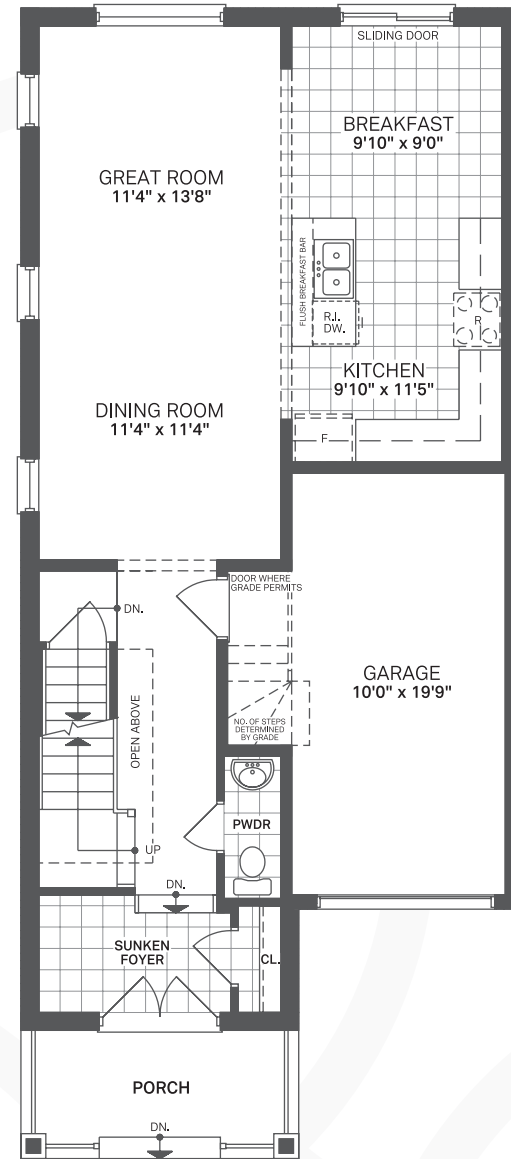 SLIDING DOOR
BREAKFAST
9'10" x 9'0"
GREAT ROOM
11'4" x 13'8"
FLUSH BREAKFAST BAR
R.I.
DW.
R
KITCHEN
9'10" x 11'5"
DINING ROOM
11'4" x 11'4"
F
DOOR WHERE
GRADE PERMITS
DN.
GARAGE
10'0" x 19'9"
OPEN ABOVE
NO. OF STEPS
DETERMINED
BY GRADE
PWDR
UP
DN.
SUNKEN
FOYER
CL.
PORCH
DN.